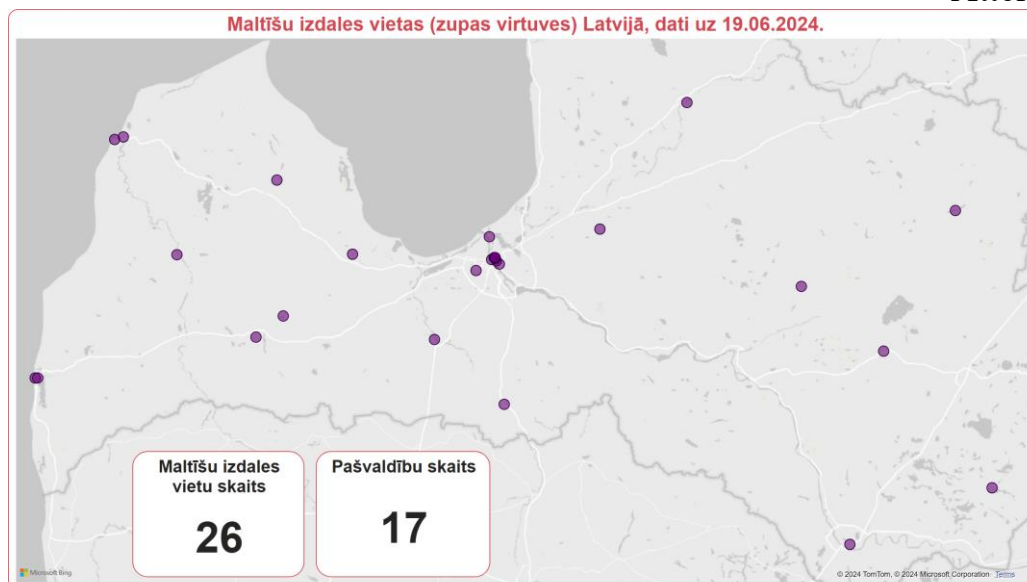 Maltīšu izdales vietas (zupas virtuves) Latvijā, dati uz 19.06.2024.
Maltīšu izdales
vietu skaits
26
Pašvaldību skaits
17
Microsoft Bing
© 2024 TomTom, © 2024 Microsoft Corporation Terms